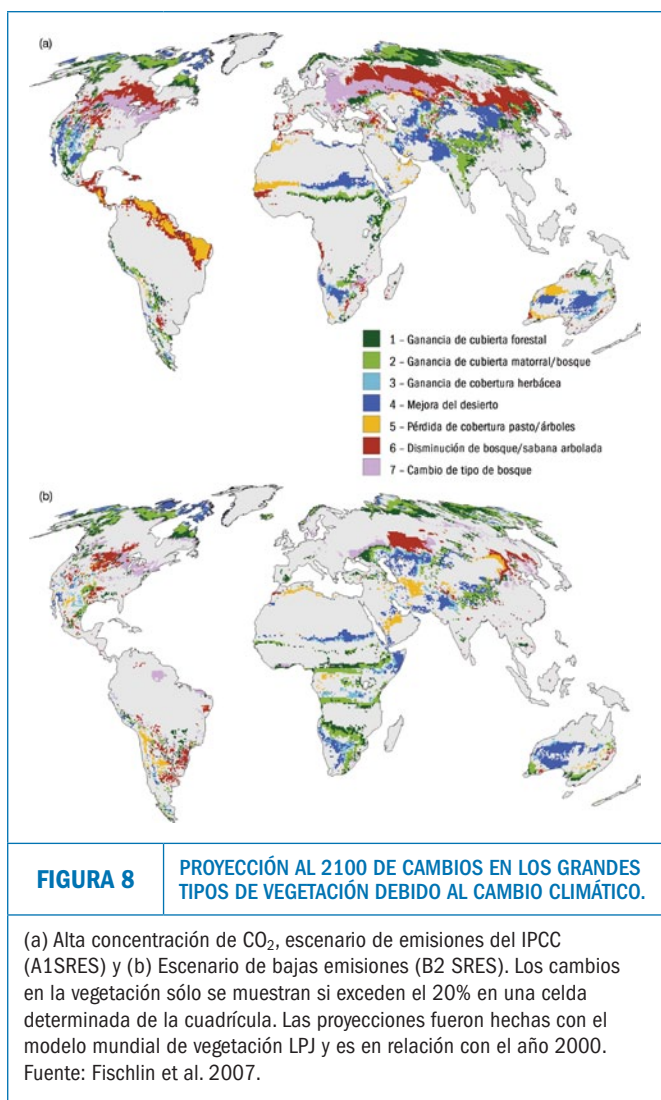 (a)
1 – Ganancia de cubierta forestal
2 – Ganancia de cubierta matorral/bosque
3 – Ganancia de cobertura herbácea
4 – Mejora del desierto
5 – Pérdida de cobertura pasto/árboles
6 – Disminución de bosque/sabana arbolada
7 – Cambio de tipo de bosque
(b)
FIGURA 8
PROYECCIÓN AL 2100 DE CAMBIOS EN LOS GRANDES
TIPOS DE VEGETACIÓN DEBIDO AL CAMBIO CLIMÁTICO.
(a) Alta concentración de CO₂, escenario de emisiones del IPCC
(A1SRES) y (b) Escenario de bajas emisiones (B2 SRES). Los cambios
en la vegetación sólo se muestran si exceden el 20% en una celda
determinada de la cuadrícula. Las proyecciones fueron hechas con el
modelo mundial de vegetación LPJ y es en relación con el año 2000.
Fuente: Fischlin et al. 2007.